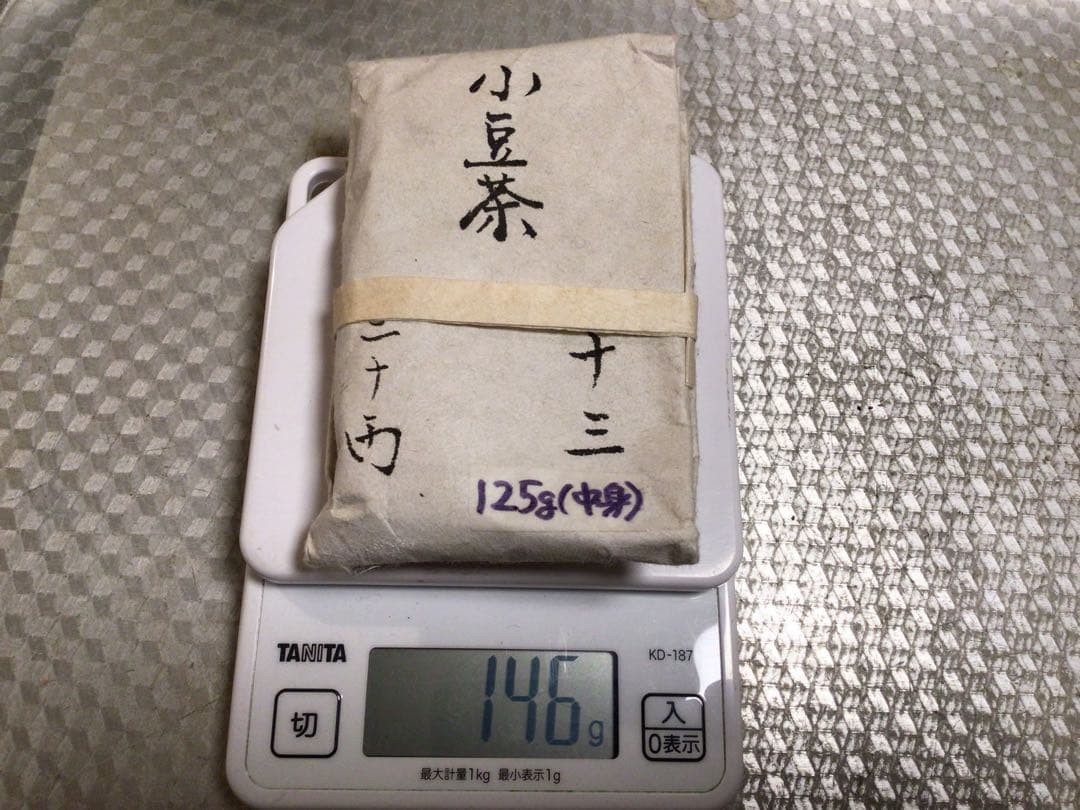 小豆茶
十三
二十两
125g(中身)
TANITA
KD-187
切
146g
入
0表示
最大計量1kg 最小表示1g